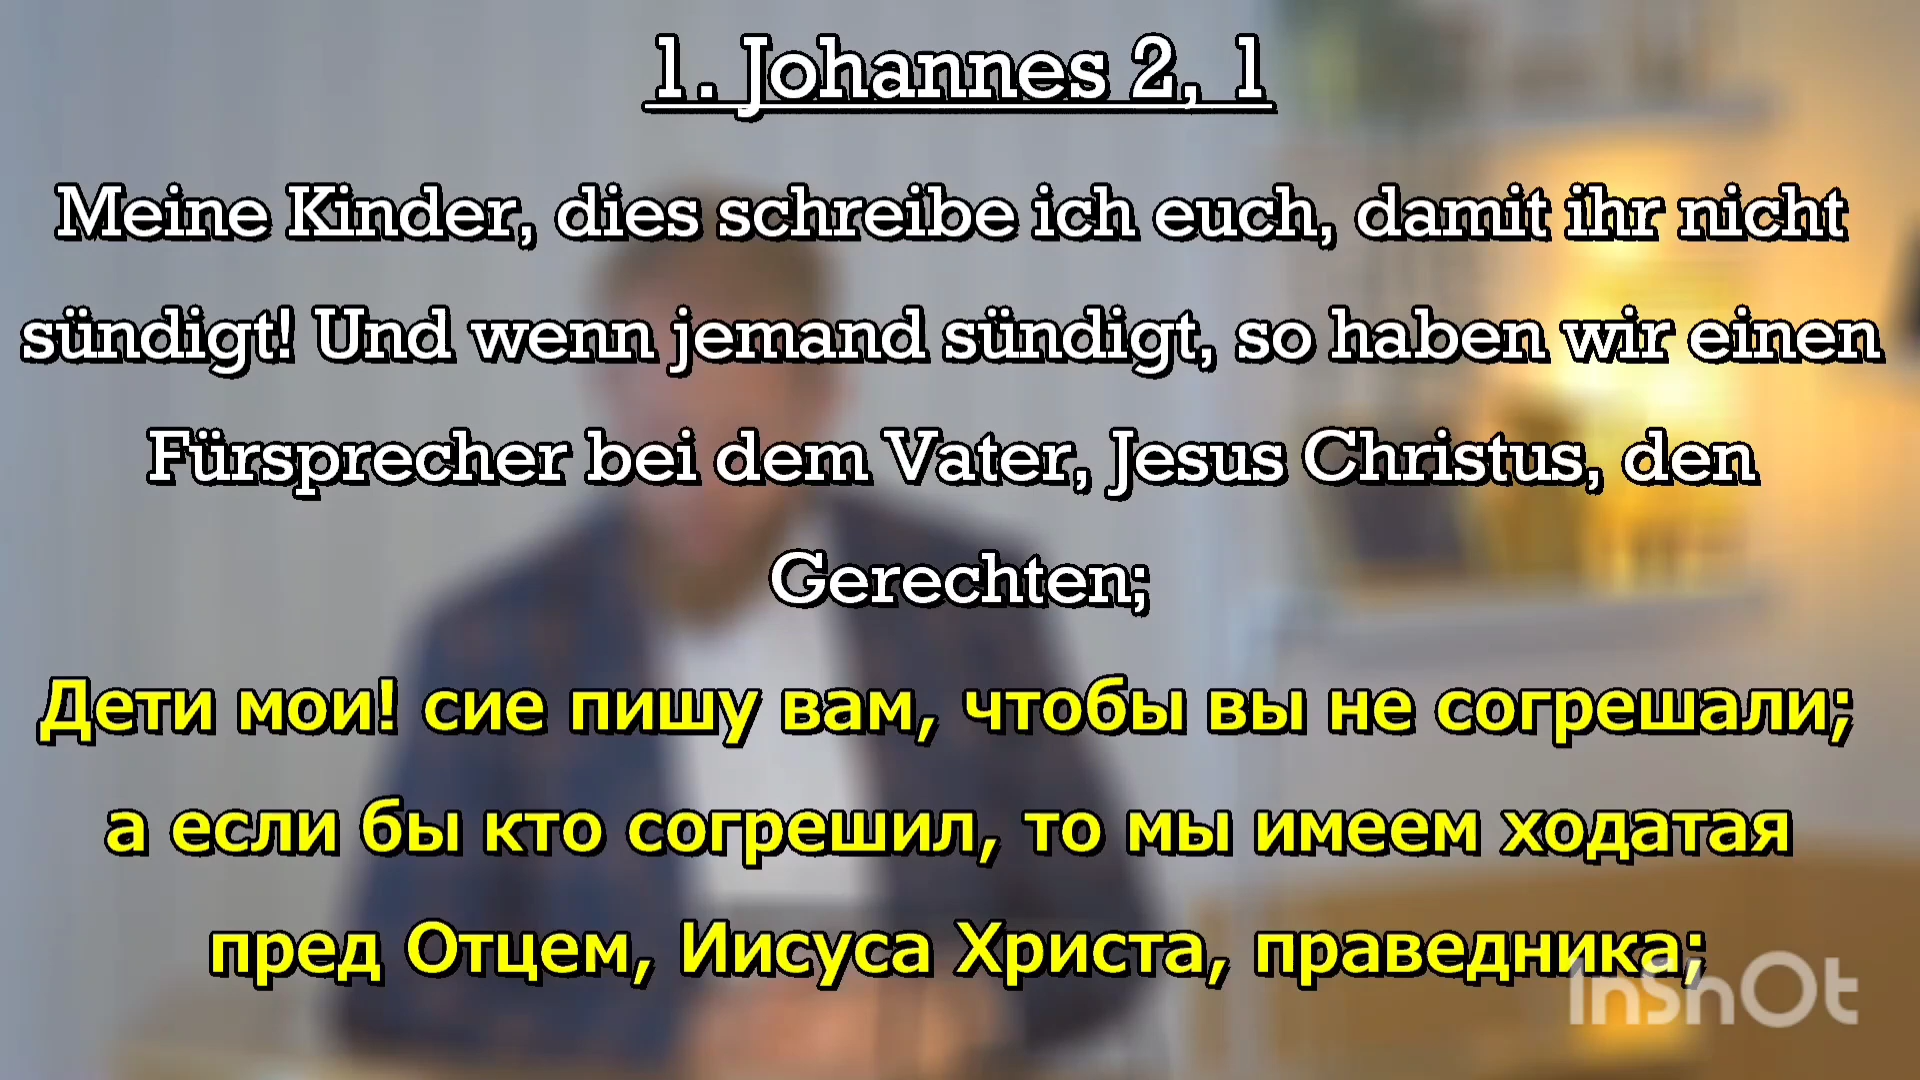 1. Johannes 2, 1
Meine Kinder, dies schreibe ich euch, damit ihr nicht
sündigt! Und wenn jemand sündigt, so haben wir einen
Fürsprecher bei dem Vater, Jesus Christus, den
Gerechten;
Дети мои! сие пишу вам, чтобы вы не согрешали;
а если бы кто согрешил, то мы имеем ходатая
пред Отцем, Иисуса Христа, праведника;
InShOt